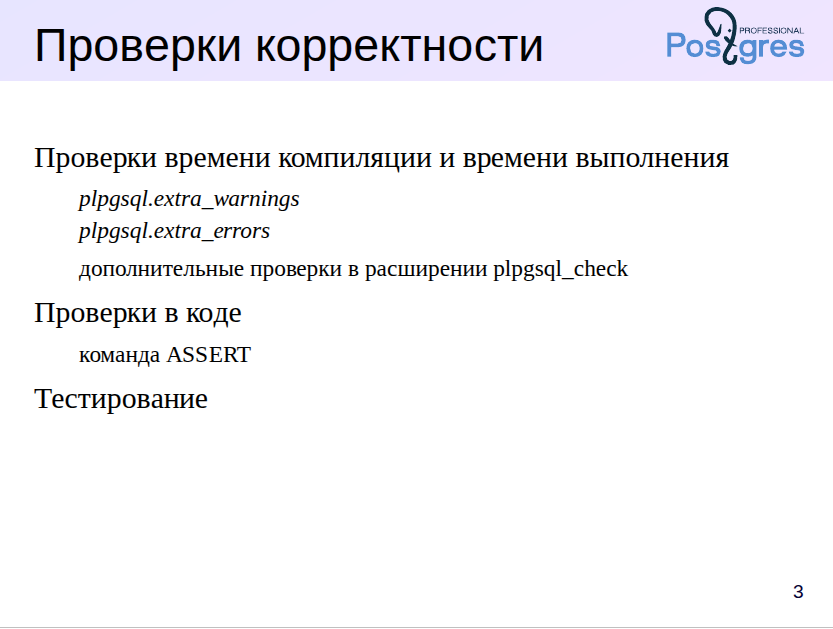 Проверки корректности
PROFESSIONAL
Postgres
Проверки времени компиляции и времени выполнения
plpgsql.extra_warnings
plpgsql.extra_errors
дополнительные проверки в расширении plpgsql_check
Проверки в коде
команда ASSERT
Тестирование
3